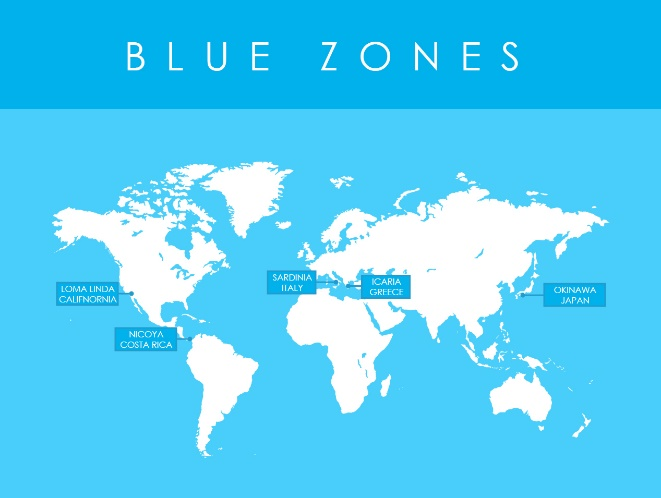 BLUE ZONES
LOMA LINDA
CALIFNORNIA
NICOYA
COSTA RICA
SARDINIA
ITALY
ICARIA
GREECE
OKINAWA
JAPAN